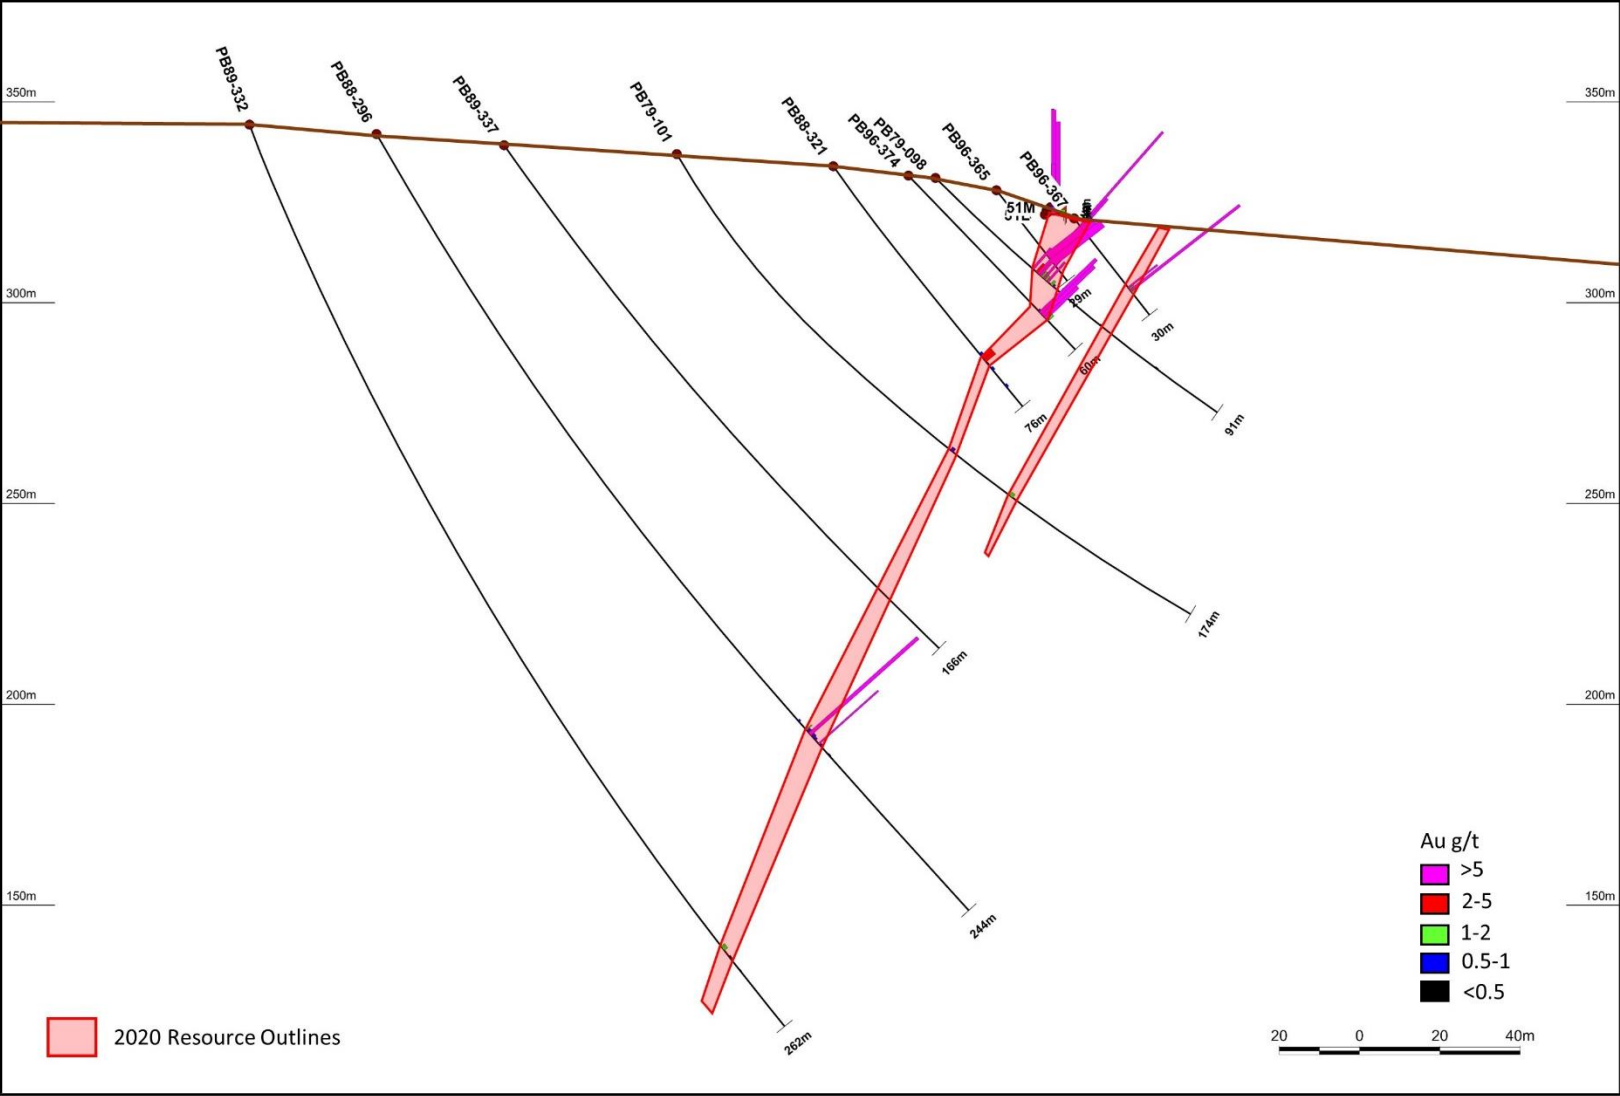 PB89-332
PB88-296
PB89-337
PB79-101
PB88-321
PB96-374
PB79-098
PB96-365
PB96-367
350m
350m
51M
300m
300m
29m
30m
60m
76m
91m
250m
250m
174m
166m
200m
200m
150m
150m
244m
262m
Au g/t
>5
2-5
1-2
0.5-1
<0.5
2020 Resource Outlines
20 0 20 40m